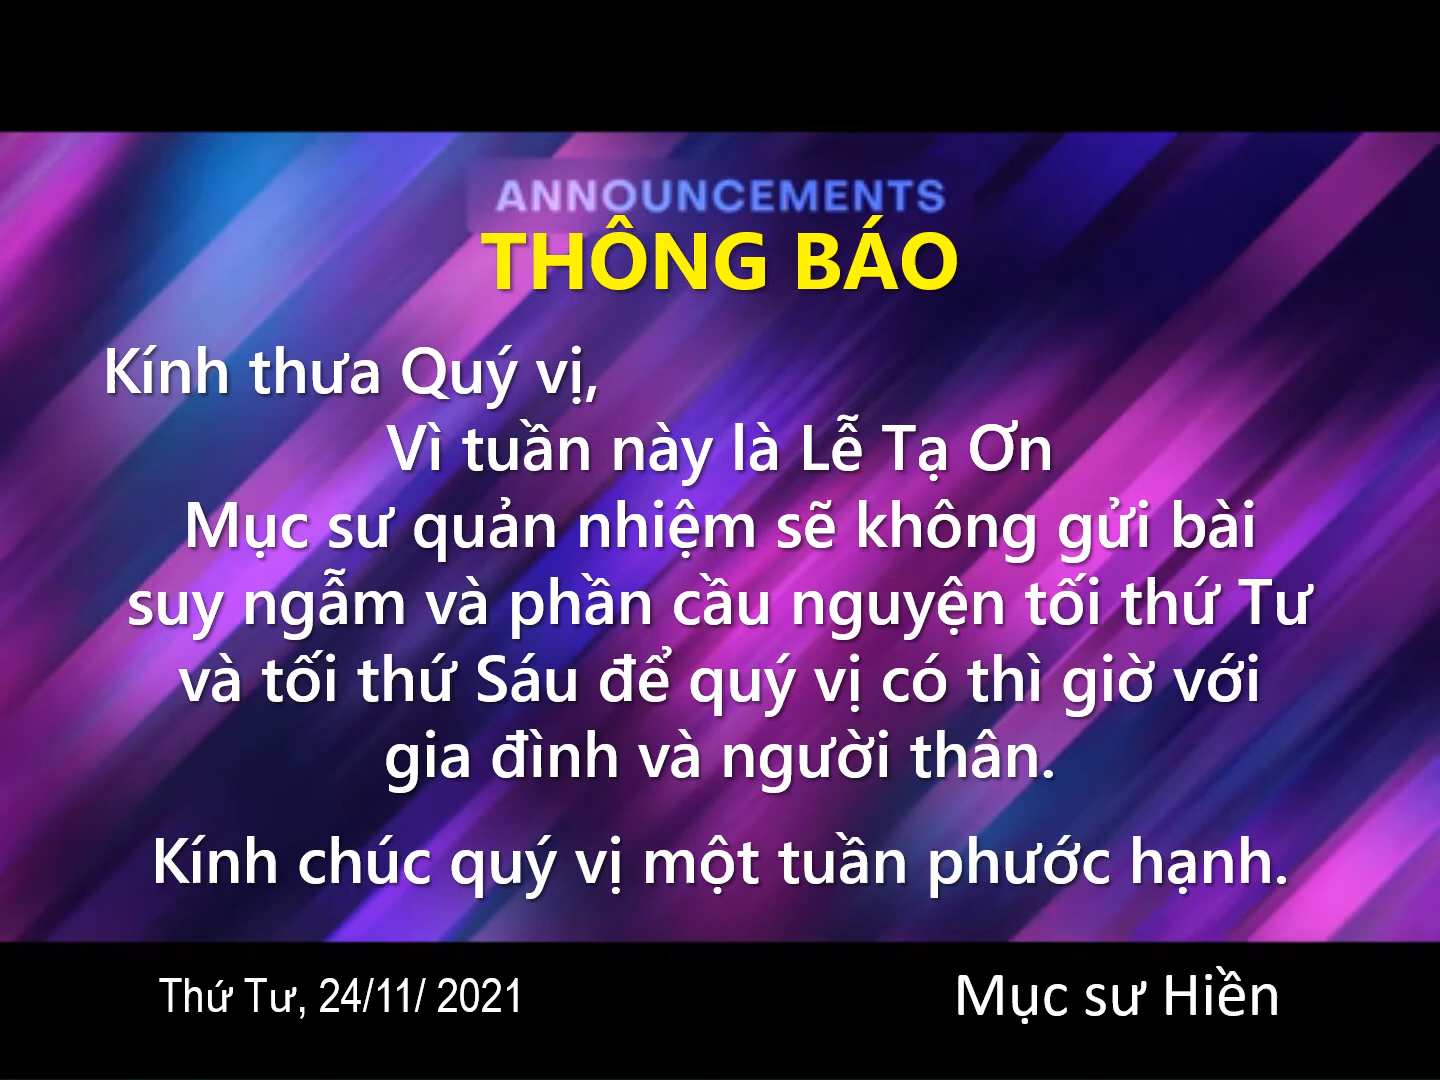 ANNOUNCEMENTS
THÔNG BÁO
Kính thưa Quý vị,
Vì tuần này là Lễ Tạ Ơn
Mục sư quản nhiệm sẽ không gửi bài
suy ngẫm và phần cầu nguyện tối thứ Tư
và tối thứ Sáu để quý vị có thì giờ với
gia đình và người thân.
Kính chúc quý vị một tuần phước hạnh.
Thứ Tư, 24/11/ 2021
Mục sư Hiền